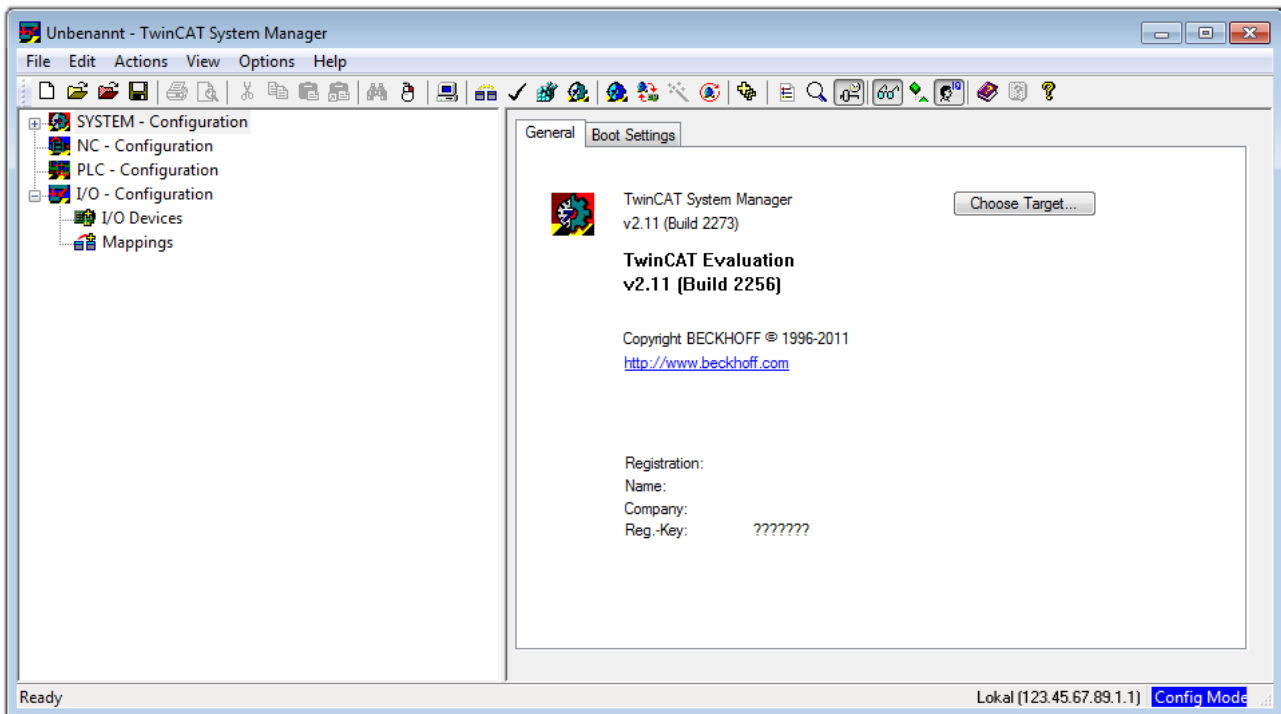 Unbenannt - TwinCAT System Manager
File Edit Actions View Options Help
SYSTEM - Configuration
NC - Configuration
PLC - Configuration
I/O - Configuration
I/O Devices
Mappings
General Boot Settings
TwinCAT System Manager
v2.11 (Build 2273)
Choose Target...
TwinCAT Evaluation
v2.11 (Build 2256)
Copyright BECKHOFF © 1996-2011
http://www.beckhoff.com
Registration:
Name:
Company:
Reg.-Key: ???????
Ready Lokal (123.45.67.89.1.1) Config Mode